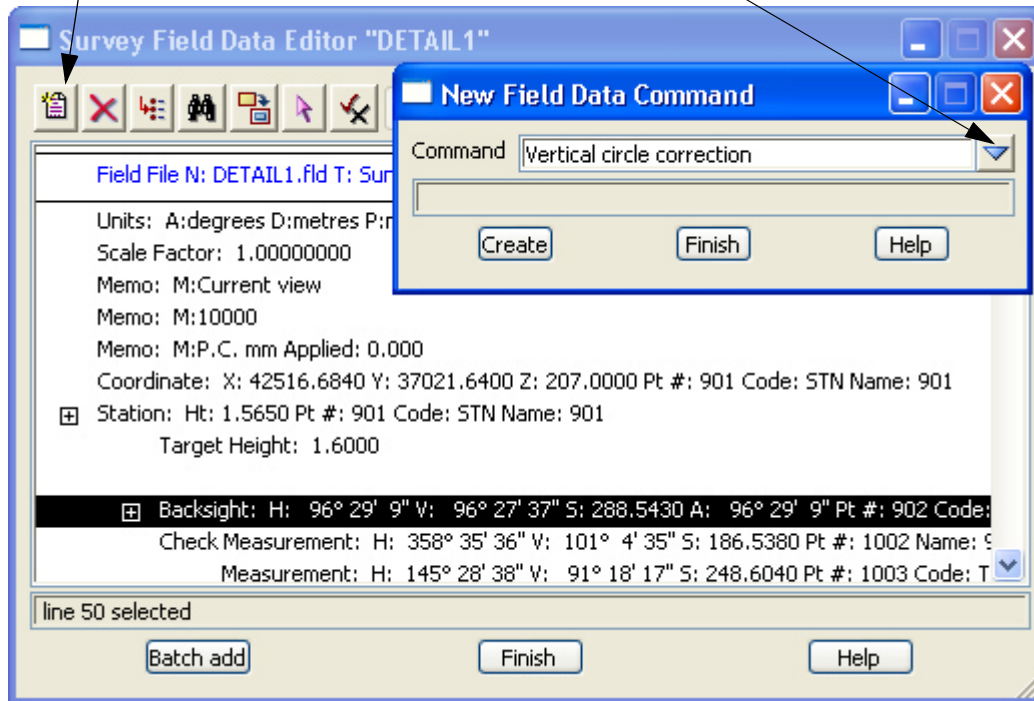 Survey Field Data Editor "DETAIL1"
New Field Data Command
Command Vertical circle correction
Create Finish Help
Field File N: DETAIL1.fld T: Sur
Units: A:degrees D:metres P:r
Scale Factor: 1.00000000
Memo: M:Current view
Memo: M:10000
Memo: M:P.C. mm Applied: 0.000
Coordinate: X: 42516.6840 Y: 37021.6400 Z: 207.0000 Pt #: 901 Code: STN Name: 901
Station: Ht: 1.5650 Pt #: 901 Code: STN Name: 901
Target Height: 1.6000
Backsight: H: 96° 29' 9" V: 96° 27' 37" S: 288.5430 A: 96° 29' 9" Pt #: 902 Code:
Check Measurement: H: 358° 35' 36" V: 101° 4' 35" S: 186.5380 Pt #: 1002 Name: 9
Measurement: H: 145° 28' 38" V: 91° 18' 17" S: 248.6040 Pt #: 1003 Code: T
line 50 selected
Batch add Finish Help